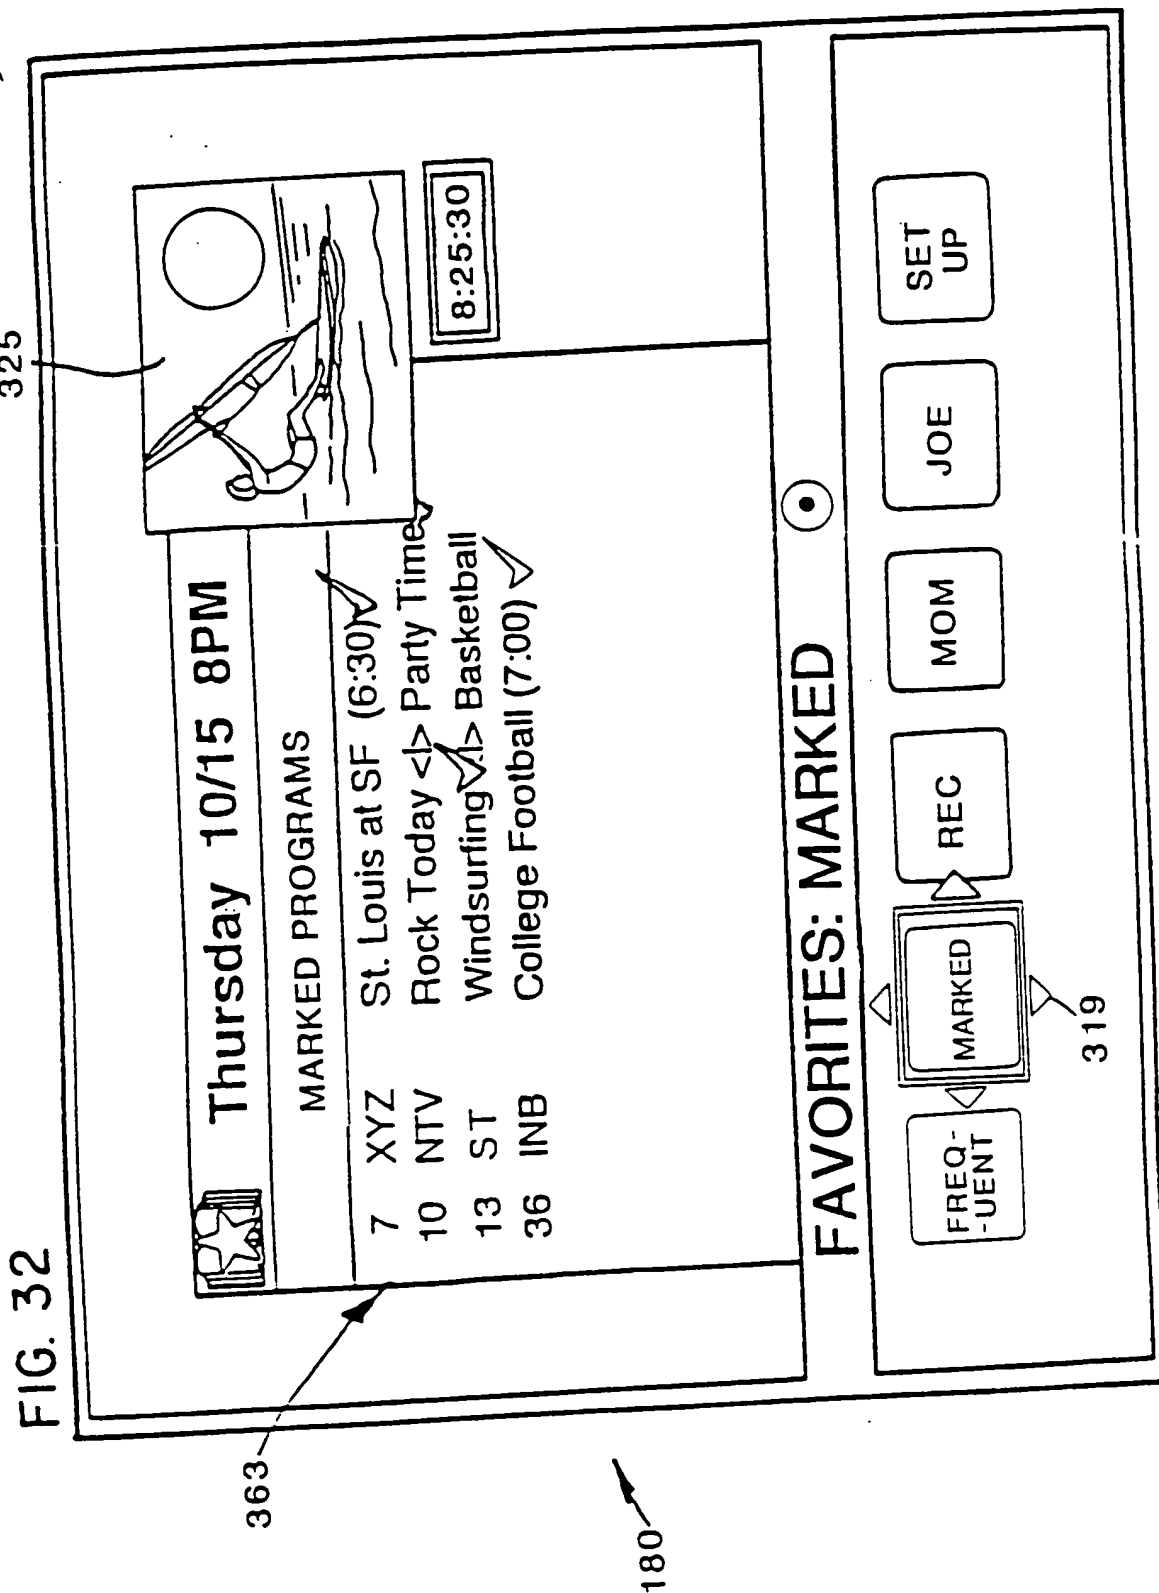 FIG. 32
325
363
180
Thursday 10/15 8PM
MARKED PROGRAMS
7 XYZ St. Louis at SF (6:30)
10 NTV Rock Today <I> Party Time
13 ST Windsurfing <I> Basketball
36 INB College Football (7:00)
8:25:30
FAVORITES: MARKED
FREQ-
-UENT
MARKED
REC
MOM
JOE
SET
UP
319